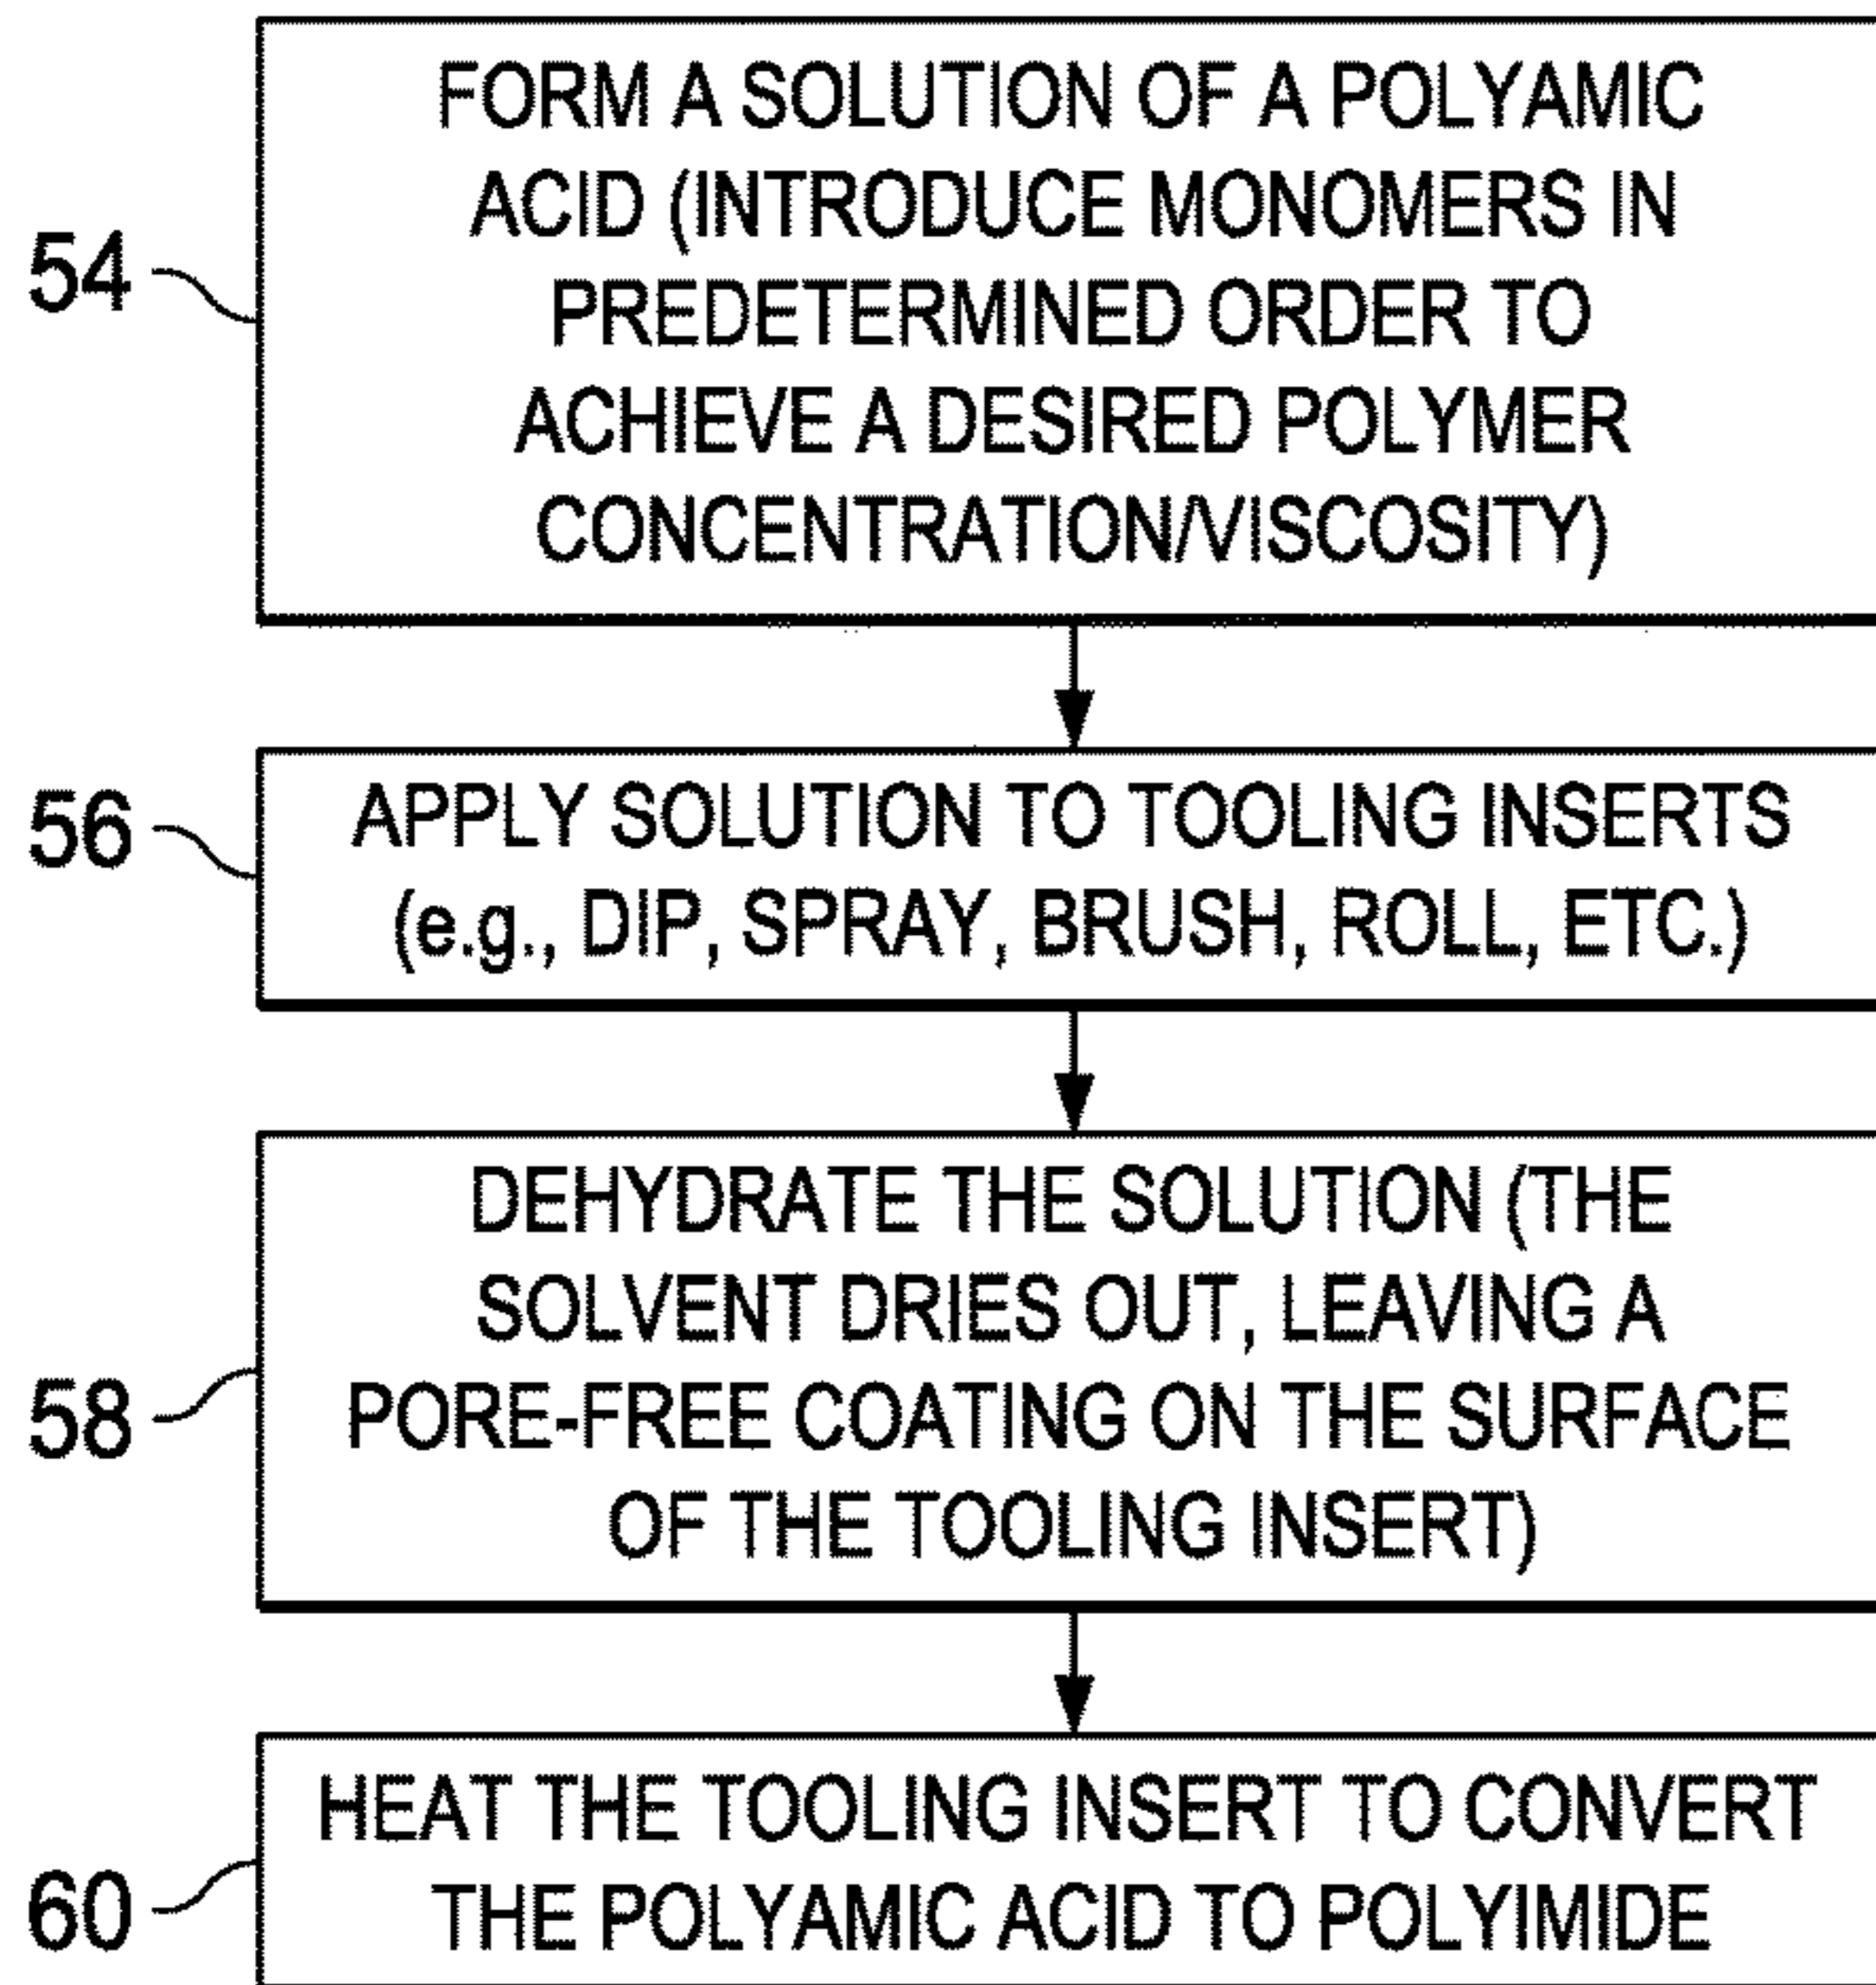 54
FORM A SOLUTION OF A POLYAMIC
ACID (INTRODUCE MONOMERS IN
PREDETERMINED ORDER TO
ACHIEVE A DESIRED POLYMER
CONCENTRATION/VISCOSITY)
56
APPLY SOLUTION TO TOOLING INSERTS
(e.g., DIP, SPRAY, BRUSH, ROLL, ETC.)
58
DEHYDRATE THE SOLUTION (THE
SOLVENT DRIES OUT, LEAVING A
PORE-FREE COATING ON THE SURFACE
OF THE TOOLING INSERT)
60
HEAT THE TOOLING INSERT TO CONVERT
THE POLYAMIC ACID TO POLYIMIDE